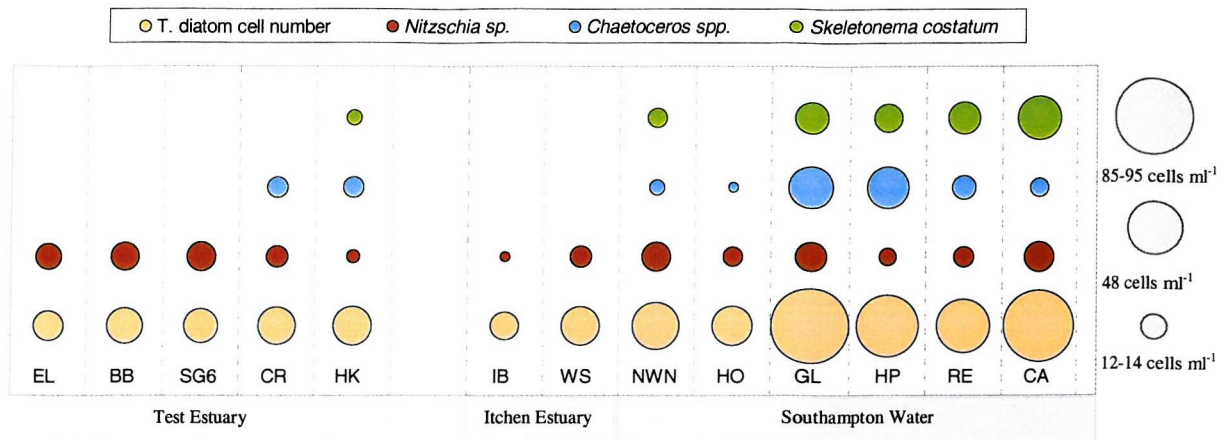 T. diatom cell number Nitzschia sp. Chaetoceros spp. Skeletonema costatum
85-95 cells ml-1
48 cells ml-1
12-14 cells ml-1
EL BB SG6 CR HK IB WS NWN HO GL HP RE CA
Test Estuary Itchen Estuary Southampton Water